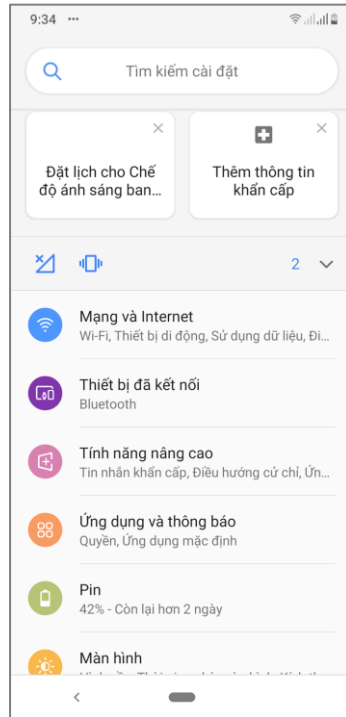 9:34 ···
Tìm kiếm cài đặt
Đặt lịch cho Chế
độ ánh sáng ban...
Thêm thông tin
khẩn cấp
2
Mạng và Internet
Wi-Fi, Thiết bị di động, Sử dụng dữ liệu, Đi...
Thiết bị đã kết nối
Bluetooth
Tính năng nâng cao
Tin nhắn khẩn cấp, Điều hướng cử chỉ, Ứn...
Ứng dụng và thông báo
Quyền, Ứng dụng mặc định
Pin
42% - Còn lại hơn 2 ngày
Màn hình